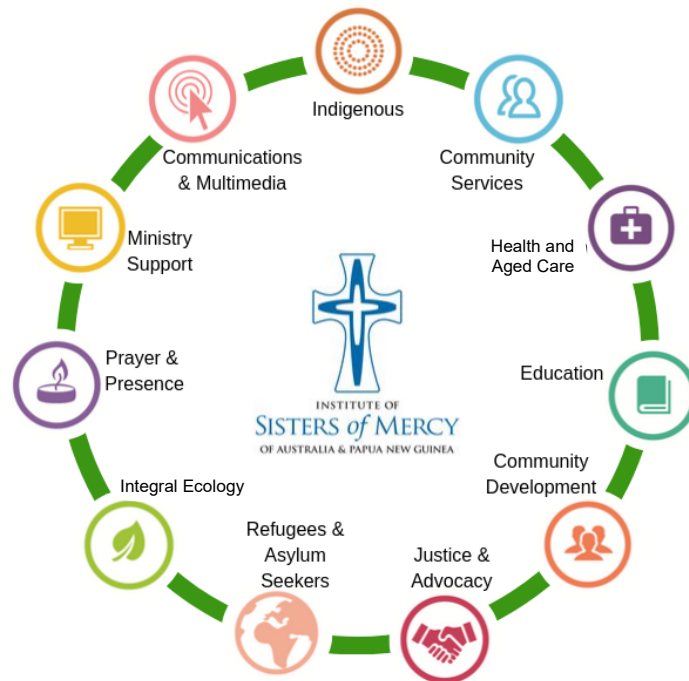 Indigenous
Communications
& Multimedia
Community
Services
Ministry
Support
Health and
Aged Care
Prayer &
Presence
Education
INSTITUTE OF
SISTERS of MERCY
OF AUSTRALIA & PAPUA NEW GUINEA
Integral Ecology
Community
Development
Refugees &
Asylum
Seekers
Justice &
Advocacy